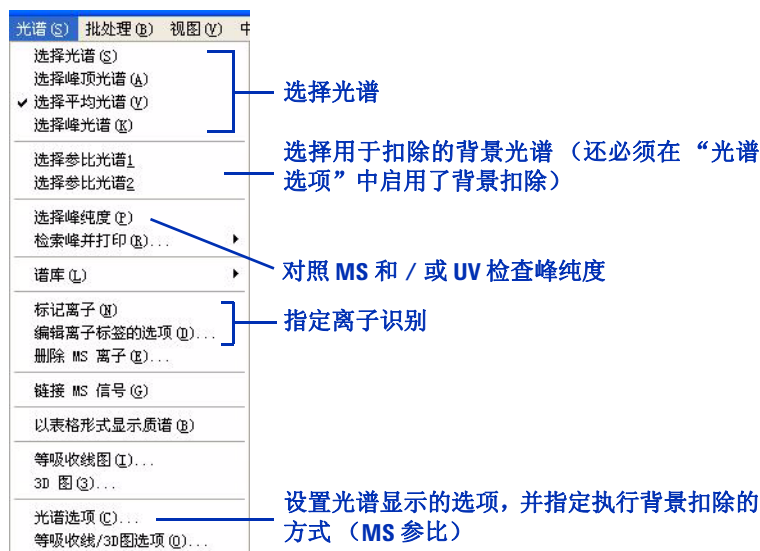 光谱(S) 批处理(B) 视图(V) 中
选择光谱(S)
选择峰顶光谱(A)
选择平均光谱(V)
选择峰光谱(K)
选择光谱
选择参比光谱1
选择参比光谱2
选择用于扣除的背景光谱 （还必须在 “光谱
选项”中启用了背景扣除）
选择峰纯度(P)
检索峰并打印(R)...
对照 MS 和 / 或 UV 检查峰纯度
谱库(L)
标记离子(N)
编辑离子标签的选项(D)...
指定离子识别
删除 MS 离子(E)...
链接 MS 信号(G)
以表格形式显示质谱(B)
等吸收线图(I)...
3D 图(3)...
光谱选项(C)...
等吸收线/3D图选项(O)...
设置光谱显示的选项，并指定执行背景扣除的
方式 （MS 参比）